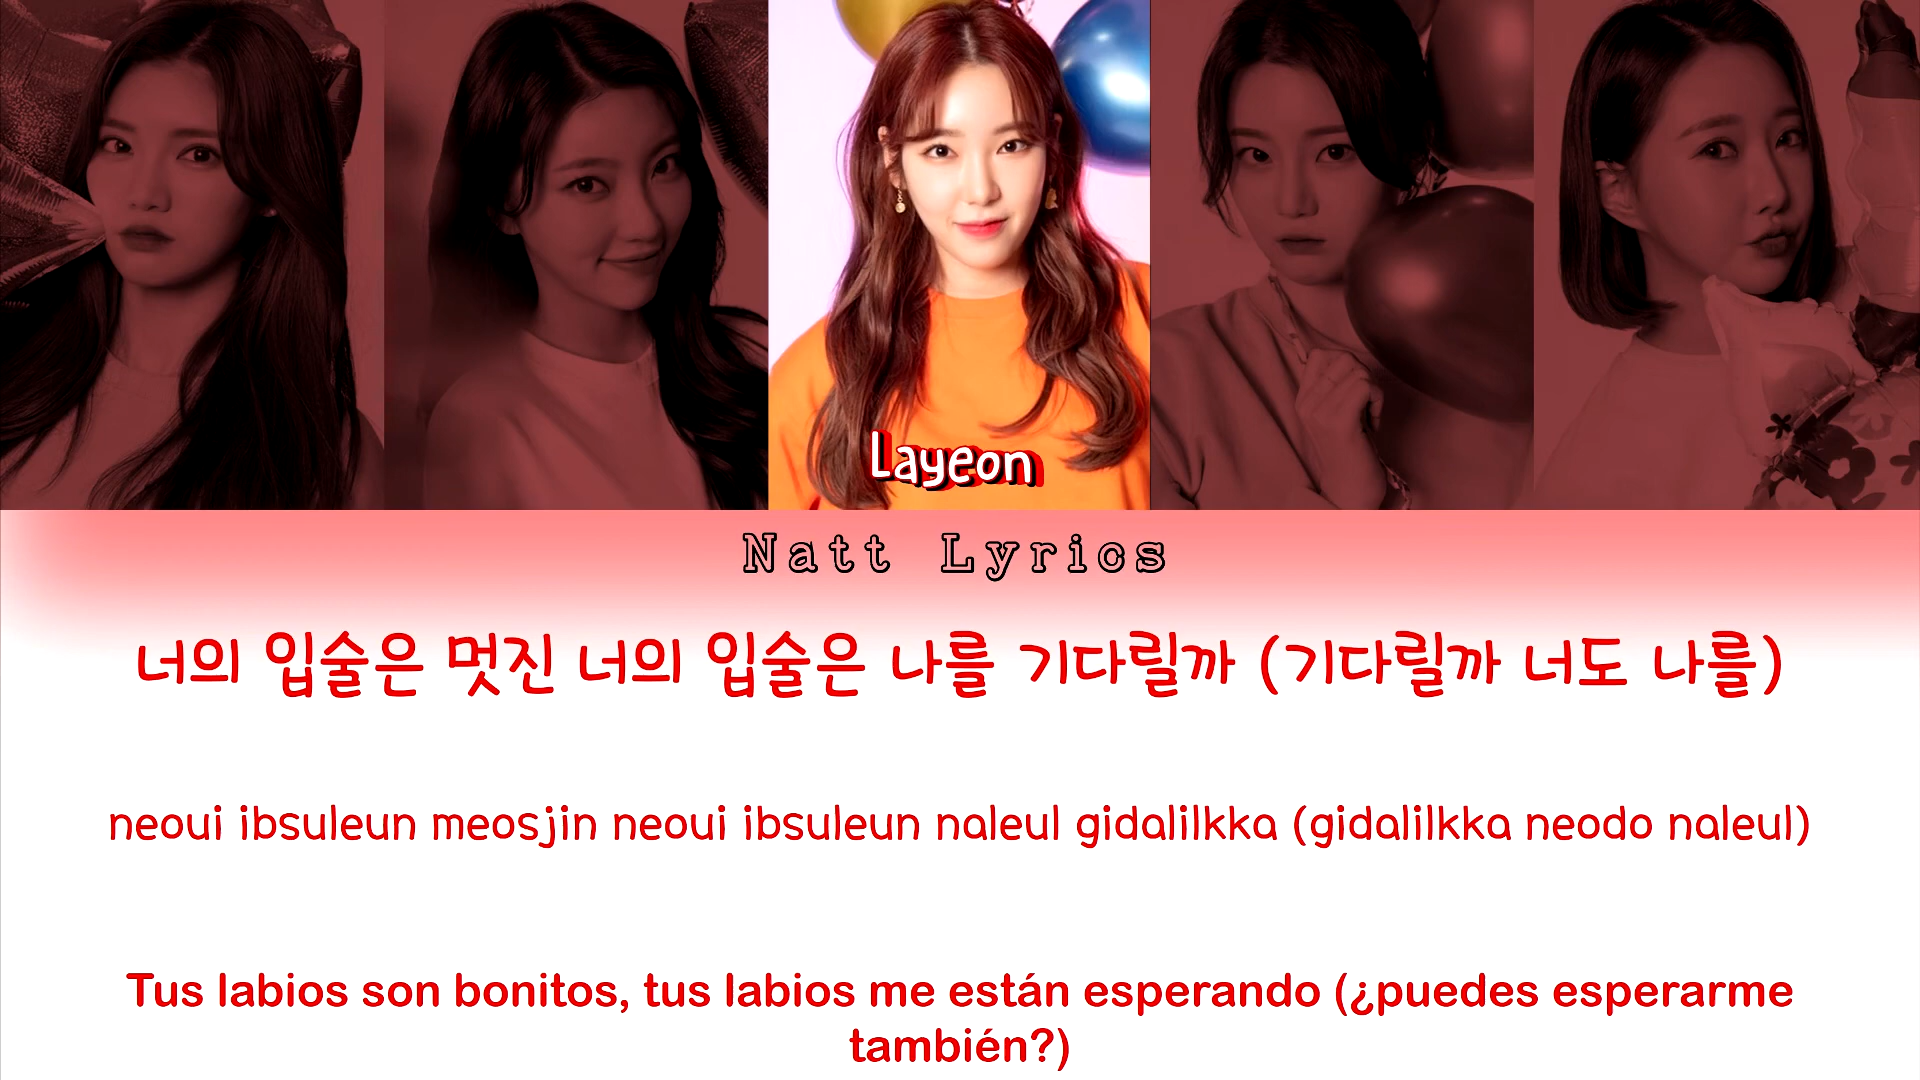 Layeon
Natt Lyrics
너의 입술은 멋진 너의 입술은 나를 기다릴까 (기다릴까 너도 나를)
neoui ibsuleun meosjin neoui ibsuleun naleul gidalilkka (gidalilkka neodo naleul)
Tus labios son bonitos, tus labios me están esperando (¿puedes esperarme
también?)